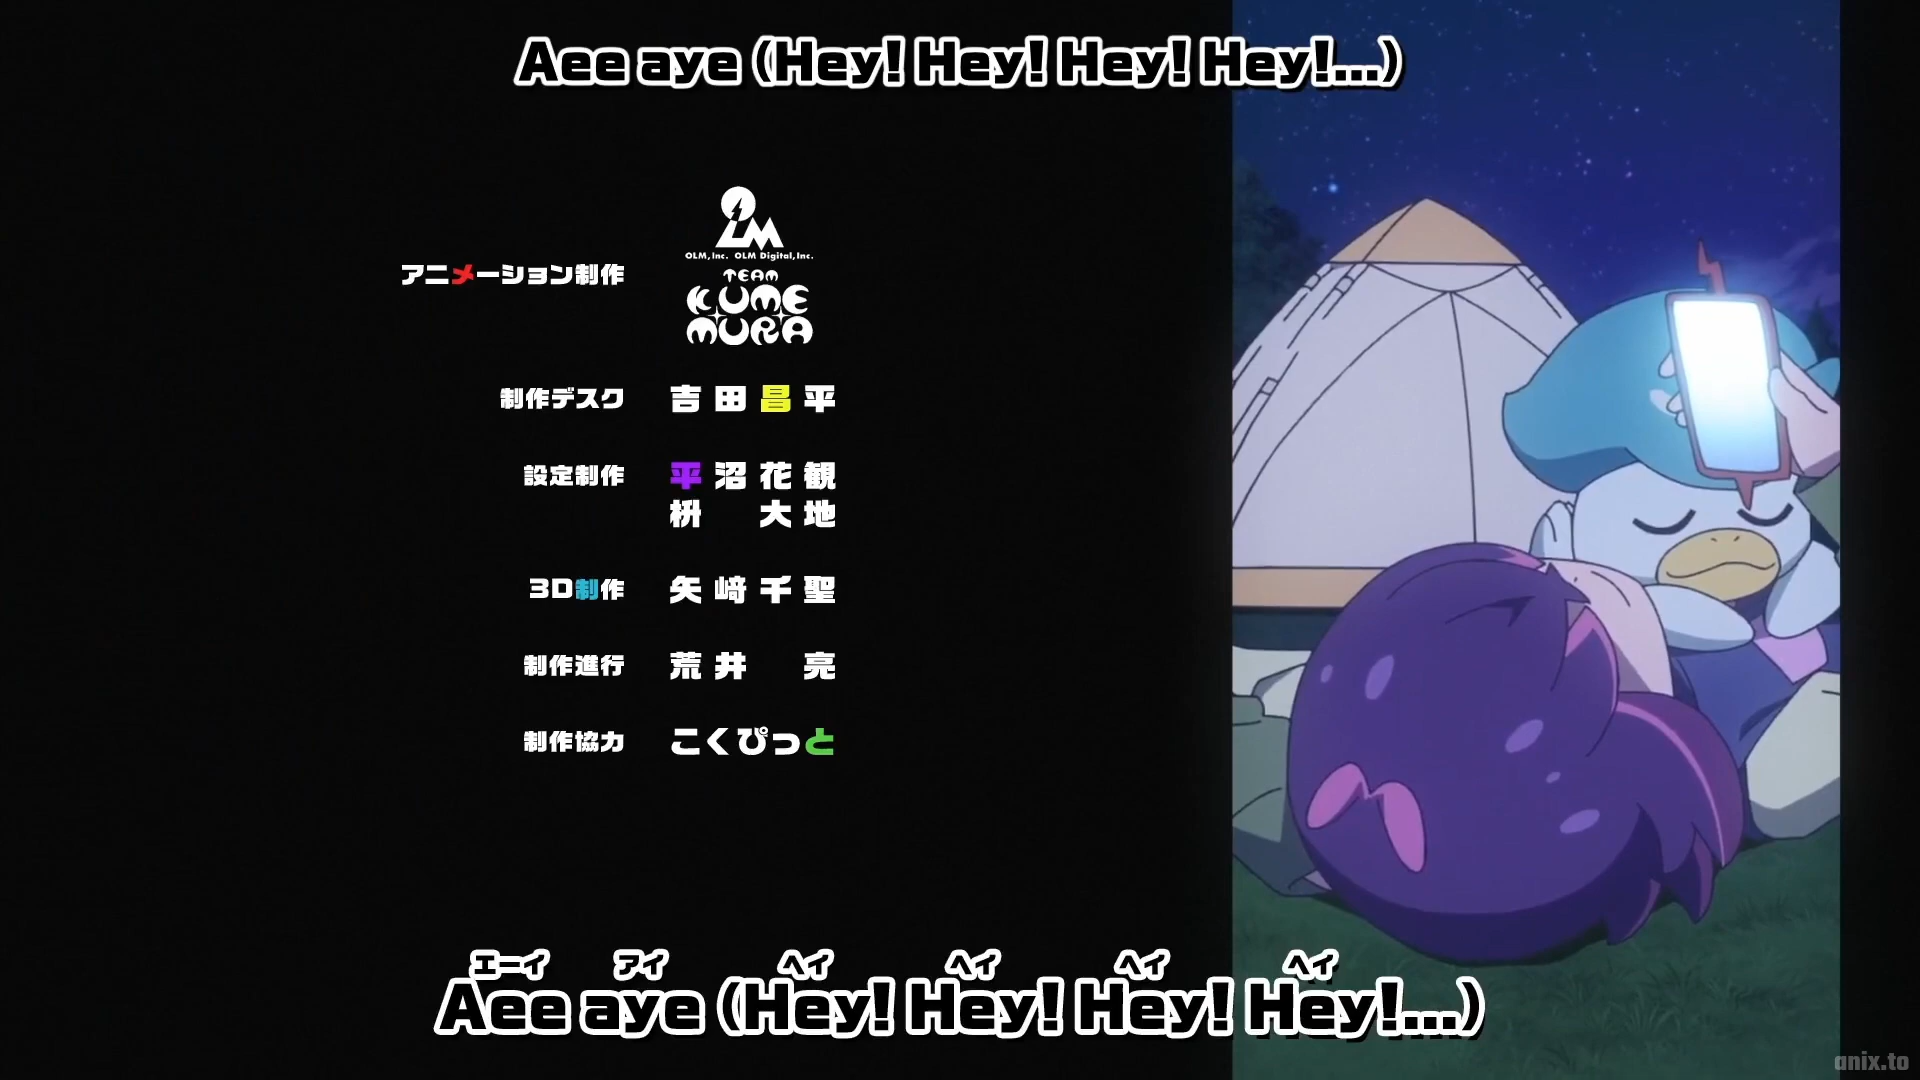 Aee aye (Hey! Hey! Hey! Hey!...)
OLM
OLM,Inc. OLM Digital,Inc.
アニメーション制作
TEAM
KUME
MURA
制作デスク 吉田昌平
設定制作 平沼花観
枡 大地
3D制作 矢﨑千聖
制作進行 荒井 亮
制作協力 こくぴっと
エーイ アイ ヘイ ヘイ ヘイ ヘイ
Aee aye (Hey! Hey! Hey! Hey!...)
anix.to